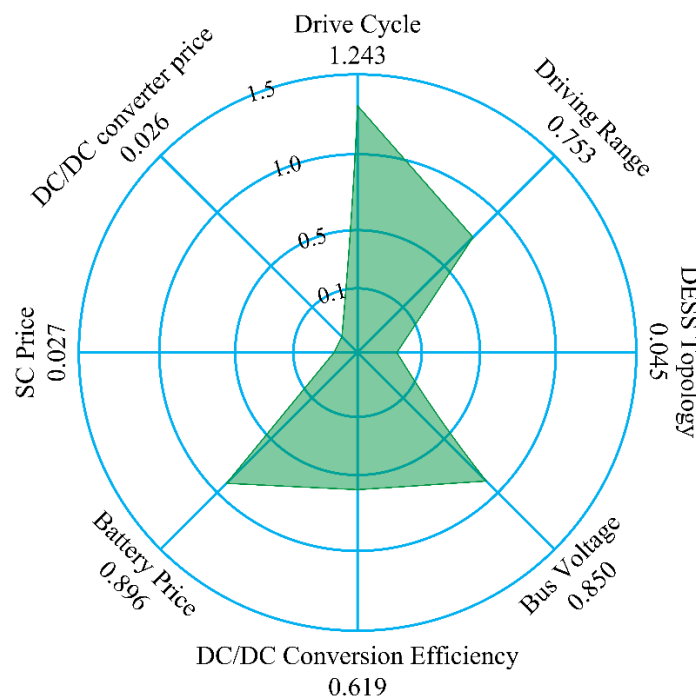 Drive Cycle
1.243
Driving Range
0.753
DESS Topology
0.045
Bus Voltage
0.850
DC/DC Conversion Efficiency
0.619
Battery Price
0.896
SC Price
0.027
DC/DC converter price
0.026
1.5
1.0
0.5
0.1